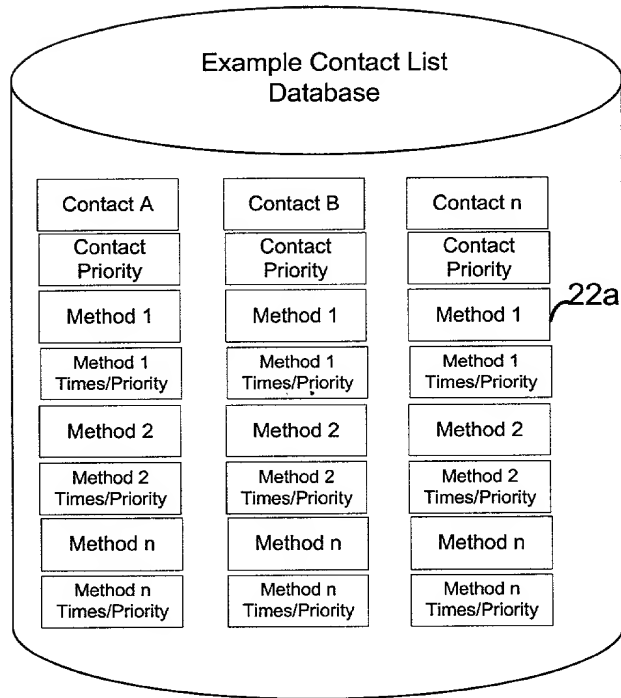 Example Contact List
Database
Contact A
Contact B
Contact n
Contact
Priority
Contact
Priority
Contact
Priority
Method 1
Method 1
Method 1
22a
Method 1
Times/Priority
Method 1
Times/Priority
Method 1
Times/Priority
Method 2
Method 2
Method 2
Method 2
Times/Priority
Method 2
Times/Priority
Method 2
Times/Priority
Method n
Method n
Method n
Method n
Times/Priority
Method n
Times/Priority
Method n
Times/Priority